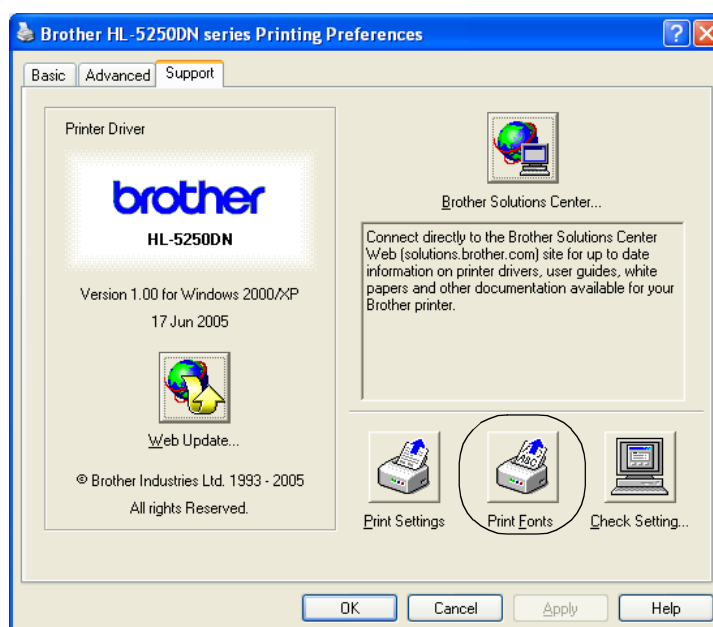 Brother HL-5250DN series Printing Preferences
Basic
Advanced
Support
Printer Driver
brother
HL-5250DN
Version 1.00 for Windows 2000/XP
17 Jun 2005
Web Update...
© Brother Industries Ltd. 1993 - 2005
All rights Reserved.
Brother Solutions Center...
Connect directly to the Brother Solutions Center
Web (solutions.brother.com) site for up to date
information on printer drivers, user guides, white
papers and other documentation available for your
Brother printer.
ABC
Print Settings
Print Fonts
Check Setting...
OK
Cancel
Apply
Help